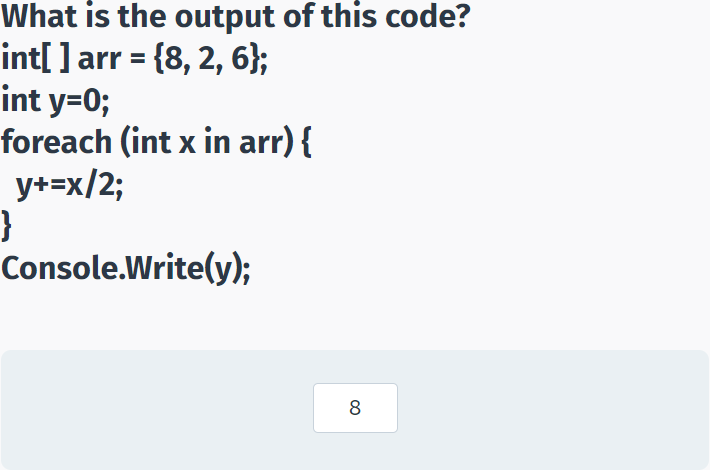 What is the output of this code?
int[ ] arr = {8, 2, 6};
int y=0;
foreach (int x in arr) {
  y+=x/2;
}
Console.Write(y);
8